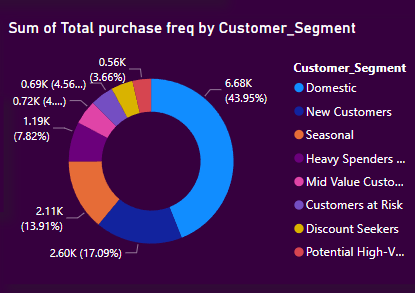 Sum of Total purchase freq by Customer_Segment
0.56K
(3.66%)
0.69K (4.56...)
0.72K (4....)
1.19K
(7.82%)
2.11K
(13.91%)
2.60K (17.09%)
6.68K
(43.95%)
Customer_Segment
Domestic
New Customers
Seasonal
Heavy Spenders ...
Mid Value Custo...
Customers at Risk
Discount Seekers
Potential High-V...